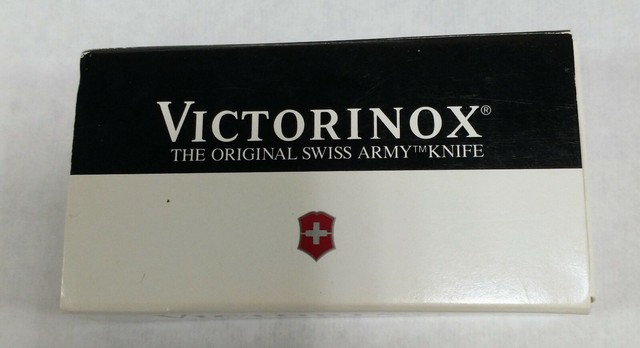 VICTORINOX®
THE ORIGINAL SWISS ARMY™ KNIFE